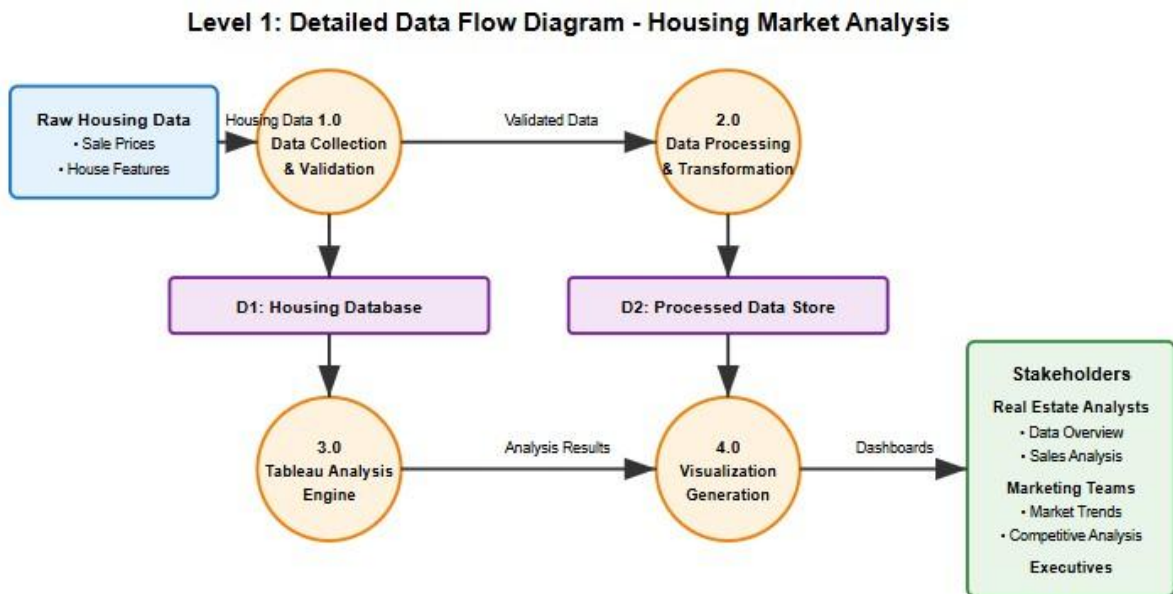 Level 1: Detailed Data Flow Diagram - Housing Market Analysis
Raw Housing Data
• Sale Prices
• House Features
Housing Data
1.0
Data Collection
& Validation
Validated Data
2.0
Data Processing
& Transformation
D1: Housing Database
D2: Processed Data Store
3.0
Tableau Analysis
Engine
Analysis Results
4.0
Visualization
Generation
Dashboards
Stakeholders
Real Estate Analysts
• Data Overview
• Sales Analysis
Marketing Teams
• Market Trends
• Competitive Analysis
Executives